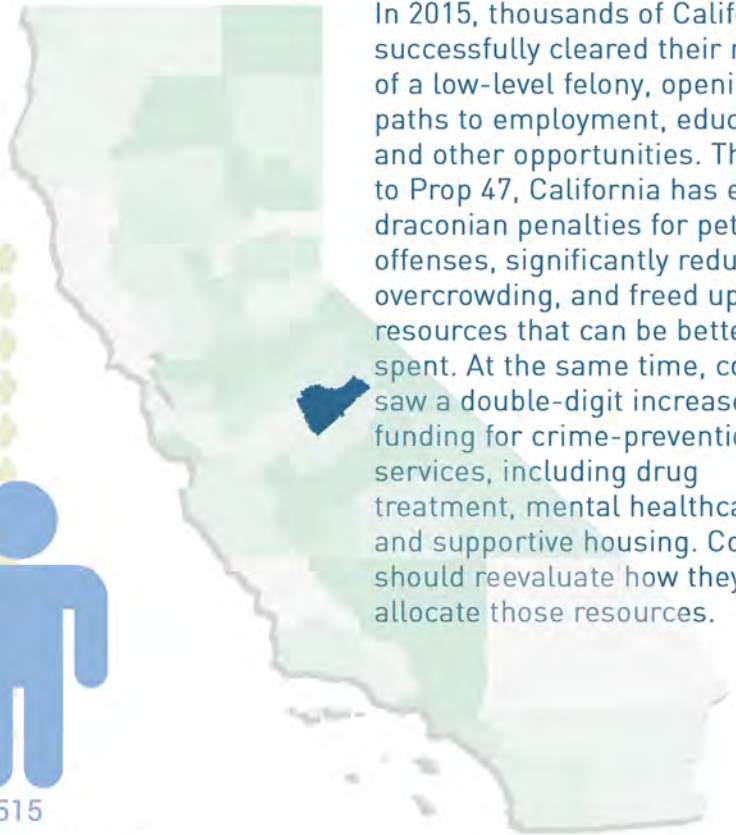 In 2015, thousands of Calif
successfully cleared their r
of a low-level felony, openi
paths to employment, educ
and other opportunities. Th
to Prop 47, California has e
draconian penalties for pet
offenses, significantly redu
overcrowding, and freed up
resources that can be bette
spent. At the same time, co
saw a double-digit increase
funding for crime-preventio
services, including drug
treatment, mental healthca
and supportive housing. Co
should reevaluate how they
allocate those resources.
515